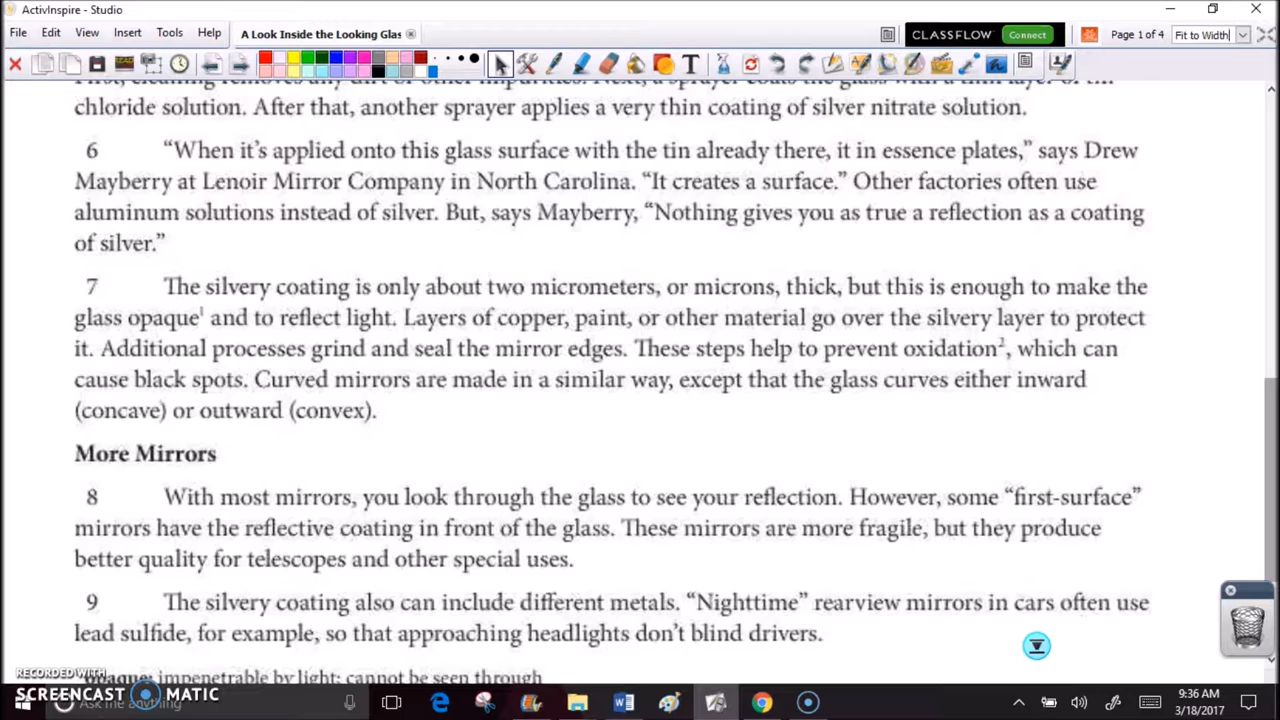 ActivInspire - Studio
File Edit View Insert Tools Help
A Look Inside the Looking Glas
CLASSFLOW Connect
Page 1 of 4
Fit to Width
chloride solution. After that, another sprayer applies a very thin coating of silver nitrate solution.
6 “When it’s applied onto this glass surface with the tin already there, it in essence plates,” says Drew
Mayberry at Lenoir Mirror Company in North Carolina. “It creates a surface.” Other factories often use
aluminum solutions instead of silver. But, says Mayberry, “Nothing gives you as true a reflection as a coating
of silver.”
7 The silvery coating is only about two micrometers, or microns, thick, but this is enough to make the
glass opaque¹ and to reflect light. Layers of copper, paint, or other material go over the silvery layer to protect
it. Additional processes grind and seal the mirror edges. These steps help to prevent oxidation², which can
cause black spots. Curved mirrors are made in a similar way, except that the glass curves either inward
(concave) or outward (convex).
More Mirrors
8 With most mirrors, you look through the glass to see your reflection. However, some “first-surface”
mirrors have the reflective coating in front of the glass. These mirrors are more fragile, but they produce
better quality for telescopes and other special uses.
9 The silvery coating also can include different metals. “Nighttime” rearview mirrors in cars often use
lead sulfide, for example, so that approaching headlights don’t blind drivers.
opaque: impenetrable by light; cannot be seen through
RECORDED WITH
SCREENCAST MATIC
Ask me anything
9:36 AM
3/18/2017